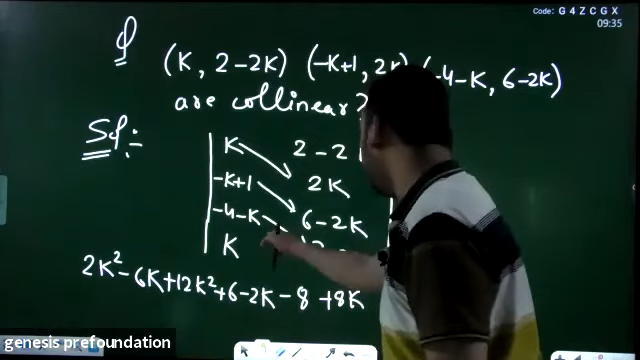 Code: G 4 Z C G X
09:35
Q (K, 2-2K) (-K+1, 2K) (-4-K, 6-2K)
are collinear?
Sol:-
K 2-2
-K+1 2K
-4-K 6-2K
K
2K²-6K+12K²+6-2K-8+8K
genesis prefoundation